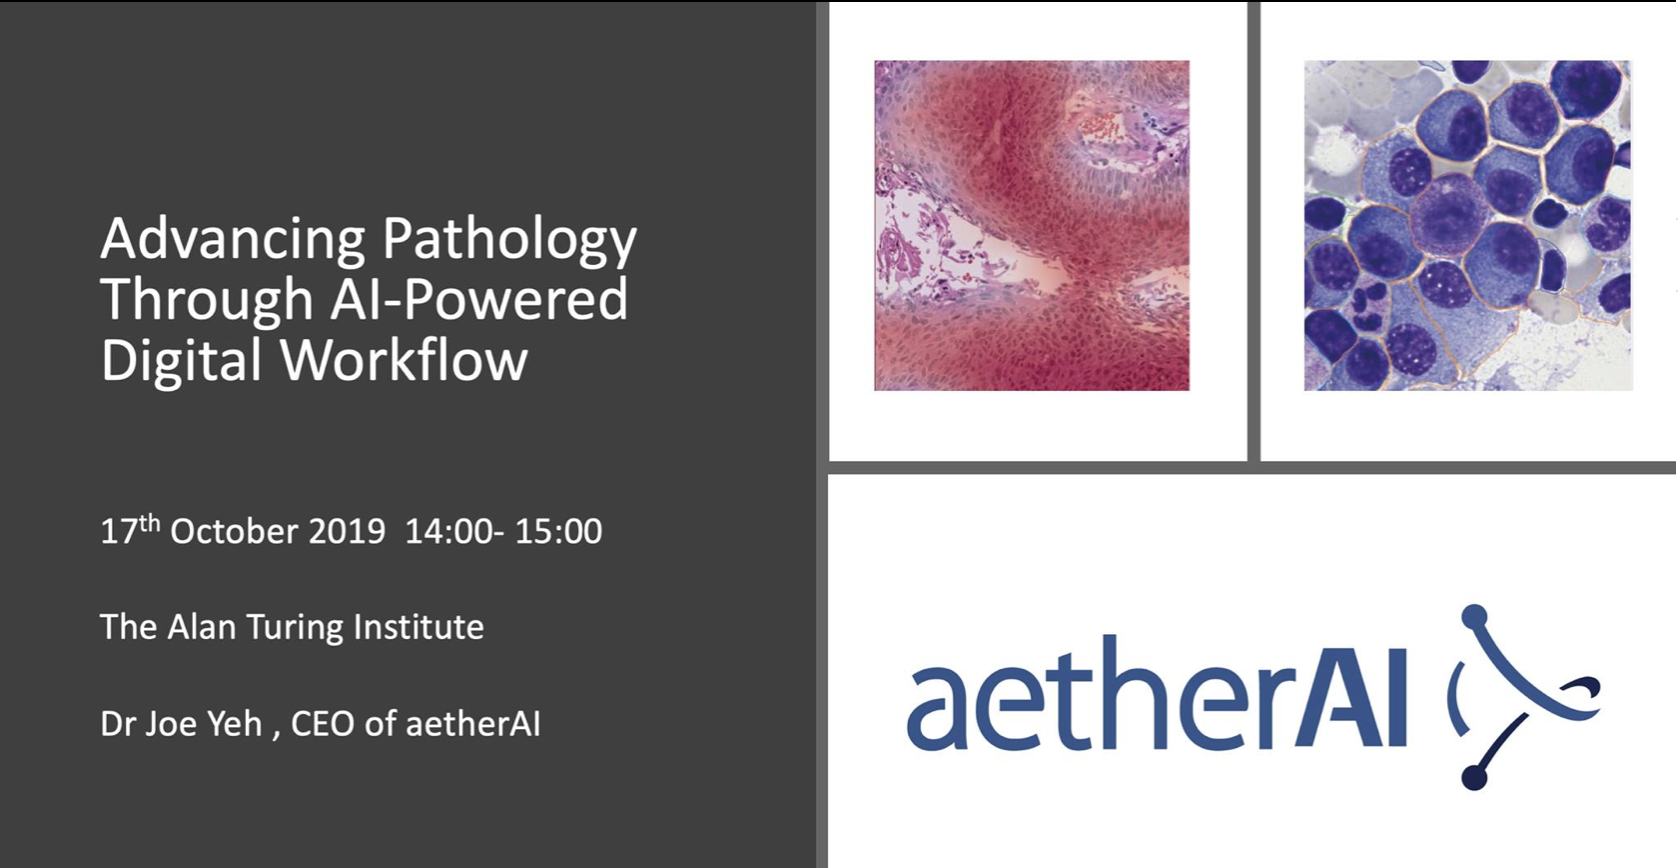 Advancing Pathology
Through AI-Powered
Digital Workflow
17th October 2019  14:00- 15:00
The Alan Turing Institute
Dr Joe Yeh , CEO of aetherAI
aetherAI